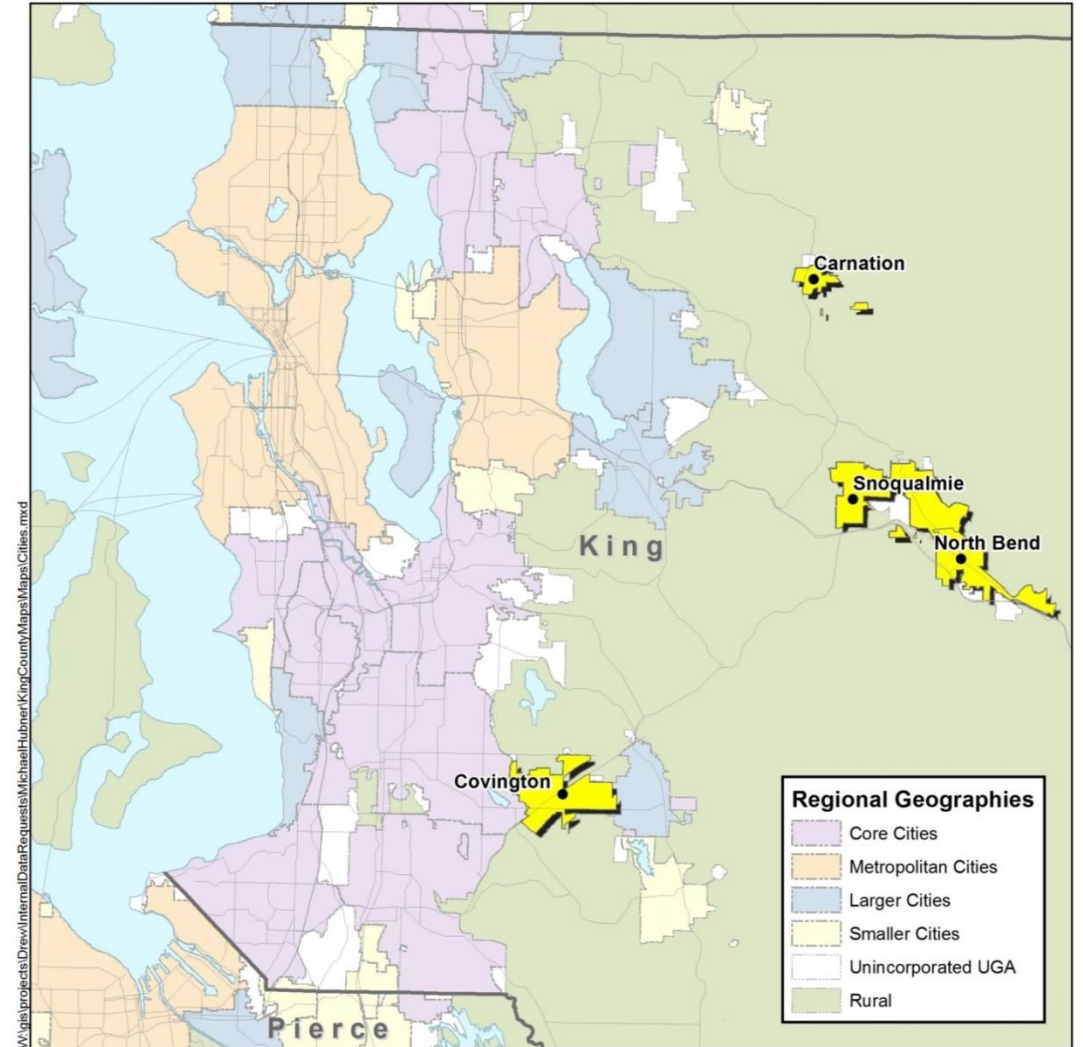 Carnation
Snoqualmie
North Bend
King
Covington
Regional Geographies
Core Cities
Metropolitan Cities
Larger Cities
Smaller Cities
Unincorporated UGA
Rural
Pierce
W:\gis\projects\Drew\InternalDataRequests\MichaelHubner\KingCountyMaps\Maps\Cities.mxd